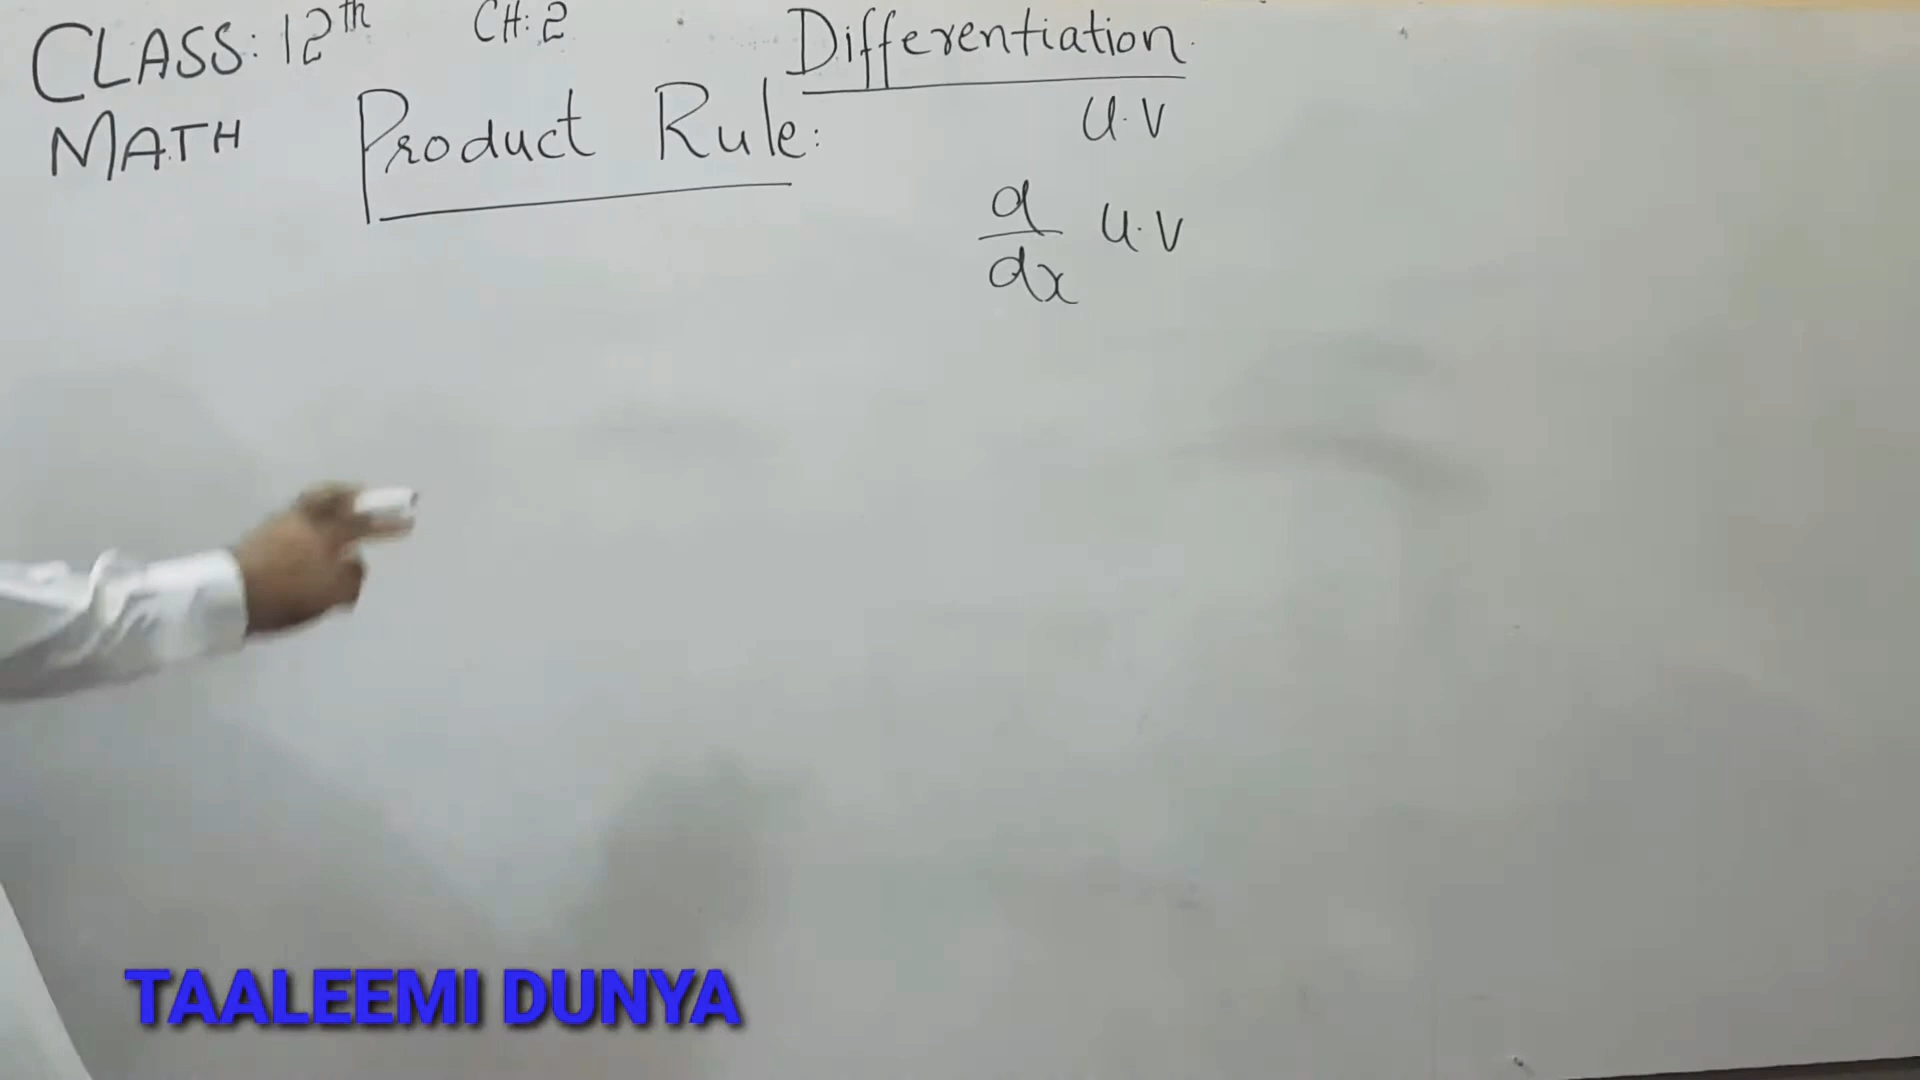 CLASS: 12th CH: 2 Differentiation
MATH Product Rule: U.V
d/dx U.V
TAALEEMI DUNYA